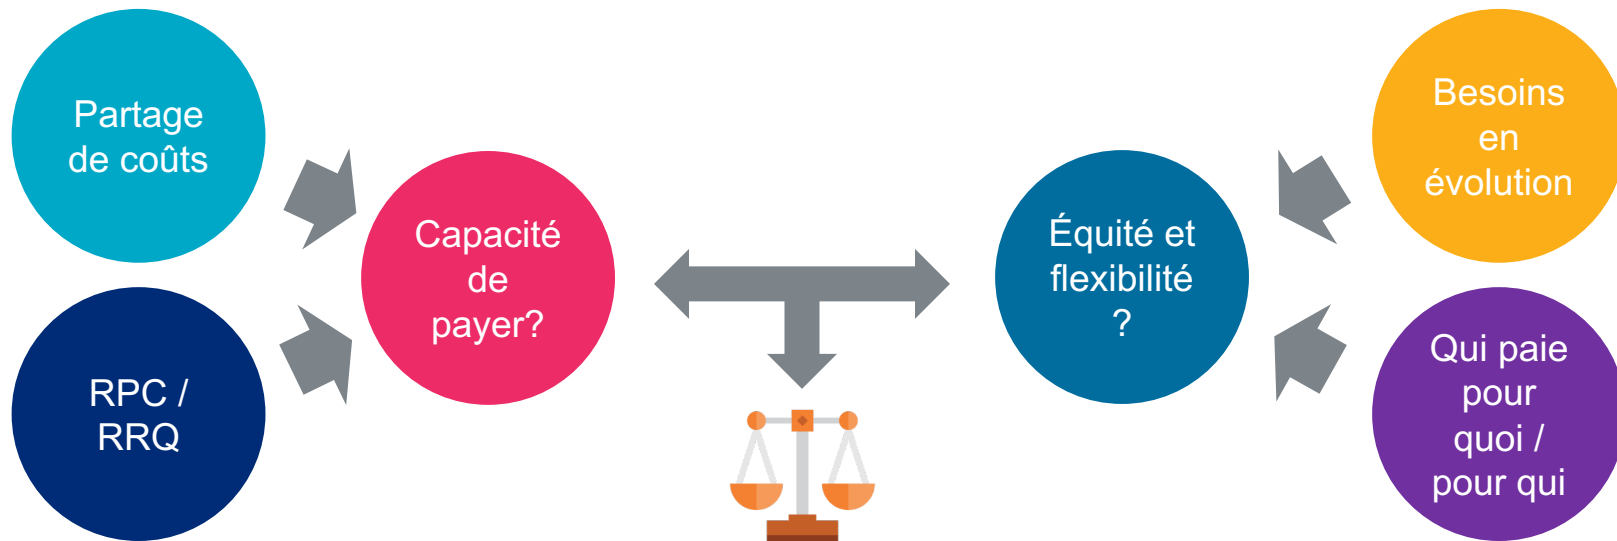 Partage
de coûts
RPC /
RRQ
Capacité
de
payer?
Équité et
flexibilité
?
Besoins
en
évolution
Qui paie
pour
quoi /
pour qui